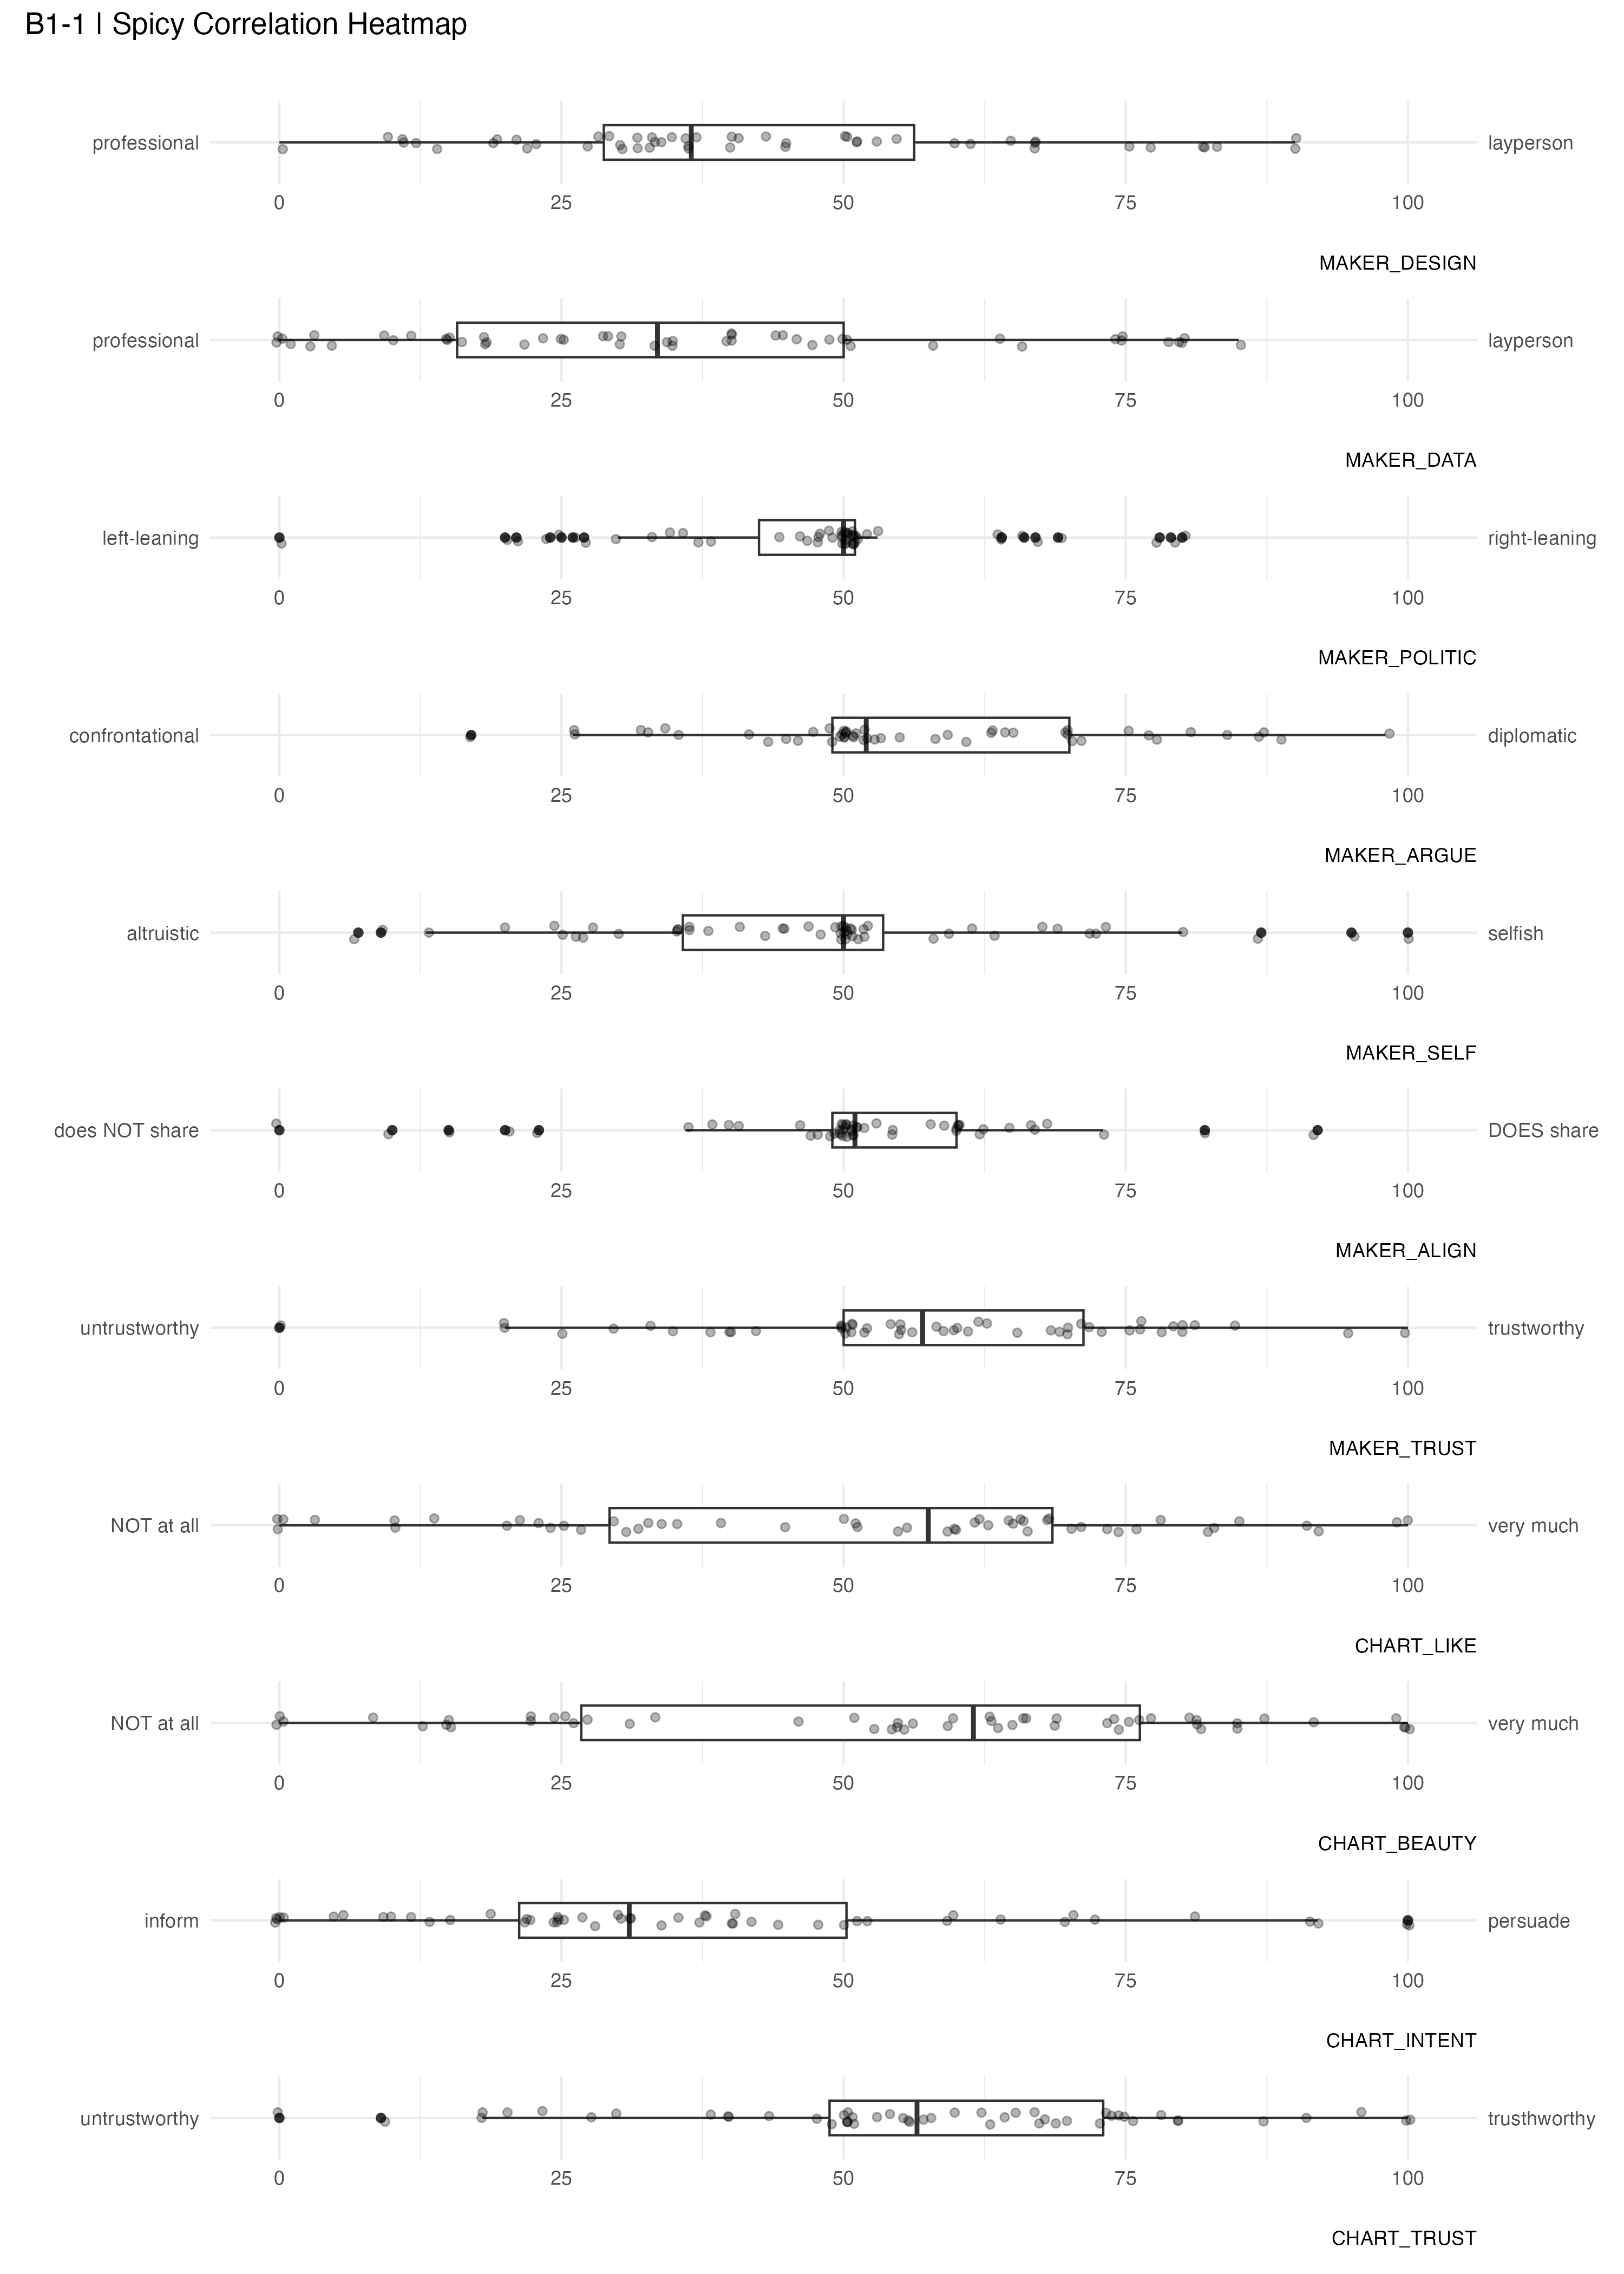 B1-1 | Spicy Correlation Heatmap
professional layperson
0 25 50 75 100
MAKER_DESIGN
professional layperson
0 25 50 75 100
MAKER_DATA
left-leaning right-leaning
0 25 50 75 100
MAKER_POLITIC
confrontational diplomatic
0 25 50 75 100
MAKER_ARGUE
altruistic selfish
0 25 50 75 100
MAKER_SELF
does NOT share DOES share
0 25 50 75 100
MAKER_ALIGN
untrustworthy trustworthy
0 25 50 75 100
MAKER_TRUST
NOT at all very much
0 25 50 75 100
CHART_LIKE
NOT at all very much
0 25 50 75 100
CHART_BEAUTY
inform persuade
0 25 50 75 100
CHART_INTENT
untrustworthy trusthworthy
0 25 50 75 100
CHART_TRUST